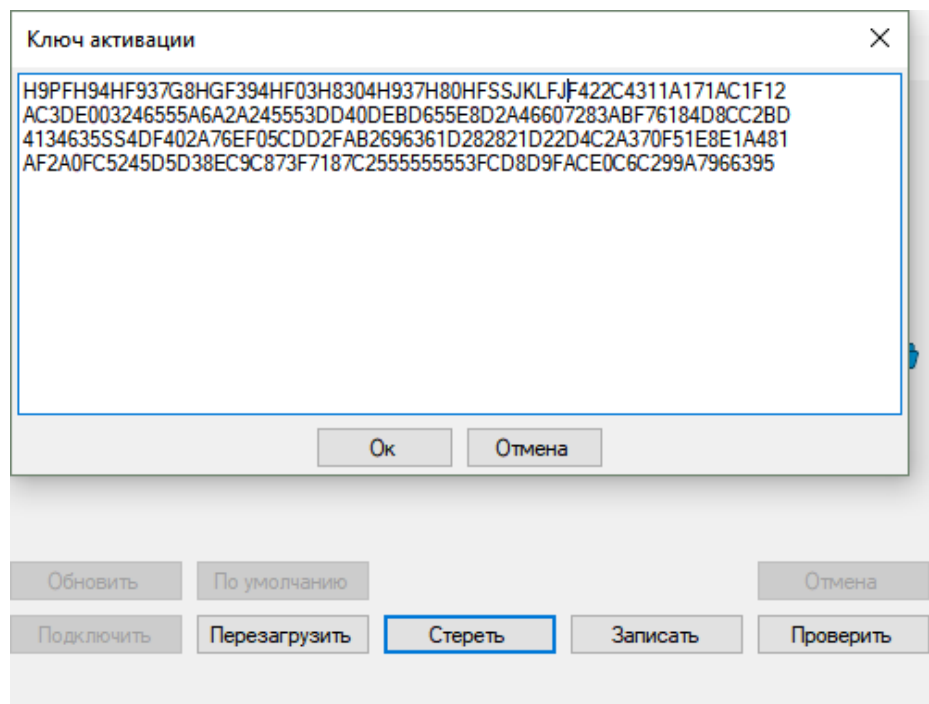 Ключ активации
H9PFH94HF937G8HGF394HF03H8304H937H80HFSSJKLFJF422C4311A171AC1F12
AC3DE003246555A6A2A245553DD40DEBD655E8D2A46607283ABF76184D8CC2BD
4134635SS4DF402A76EF05CDD2FAB2696361D282821D22D4C2A370F51E8E1A481
AF2A0FC5245D5D38EC9C873F7187C2555555553FCD8D9FACE0C6C299A7966395
Ок Отмена
Обновить По умолчанию Отмена
Подключить Перезагрузить Стереть Записать Проверить